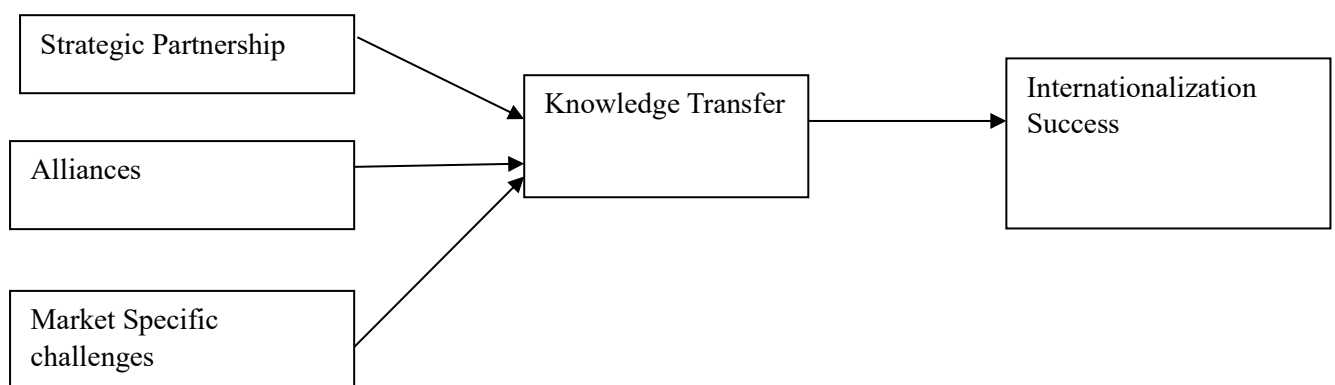 Strategic Partnership
Alliances
Market Specific
challenges
Knowledge Transfer
Internationalization
Success